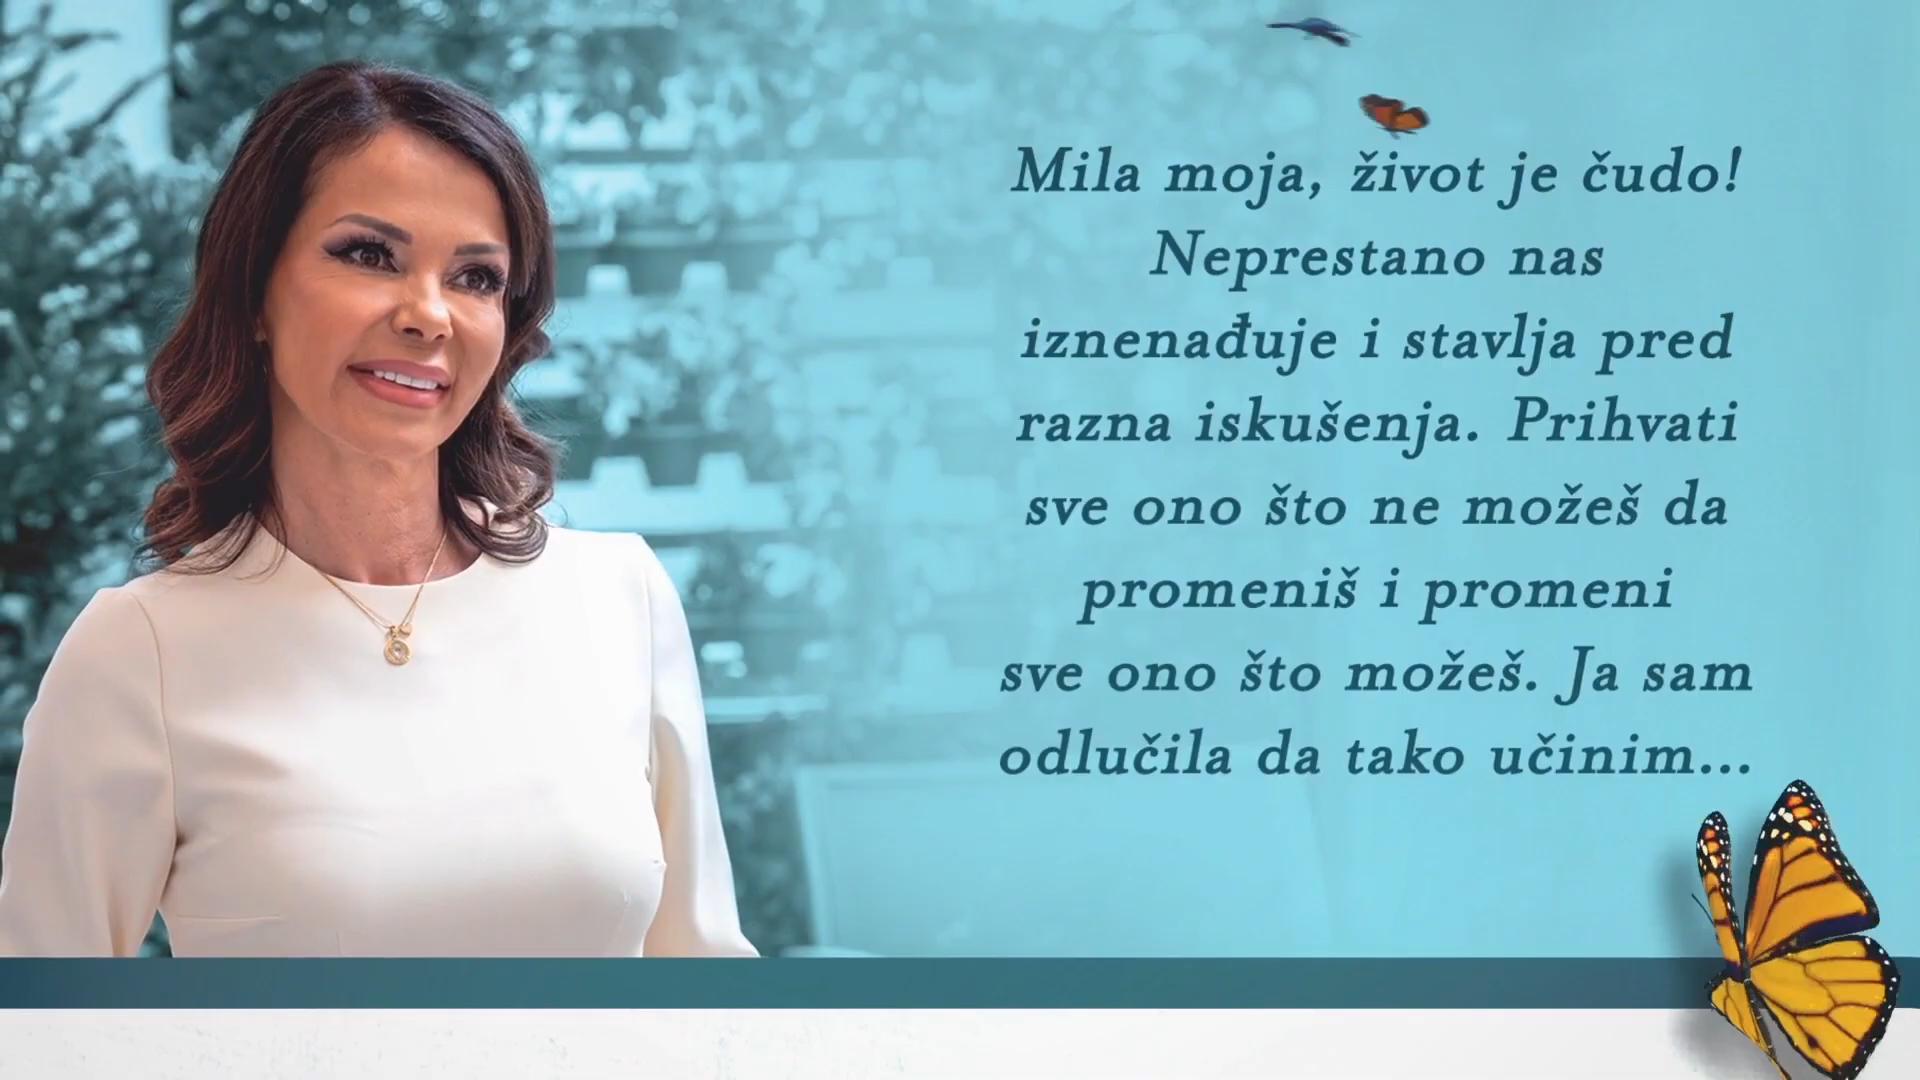 Mila moja, život je čudo!
Neprestano nas
iznenađuje i stavlja pred
razna iskušenja. Prihvati
sve ono što ne možeš da
promeniš i promeni
sve ono što možeš. Ja sam
odlučila da tako učinim...